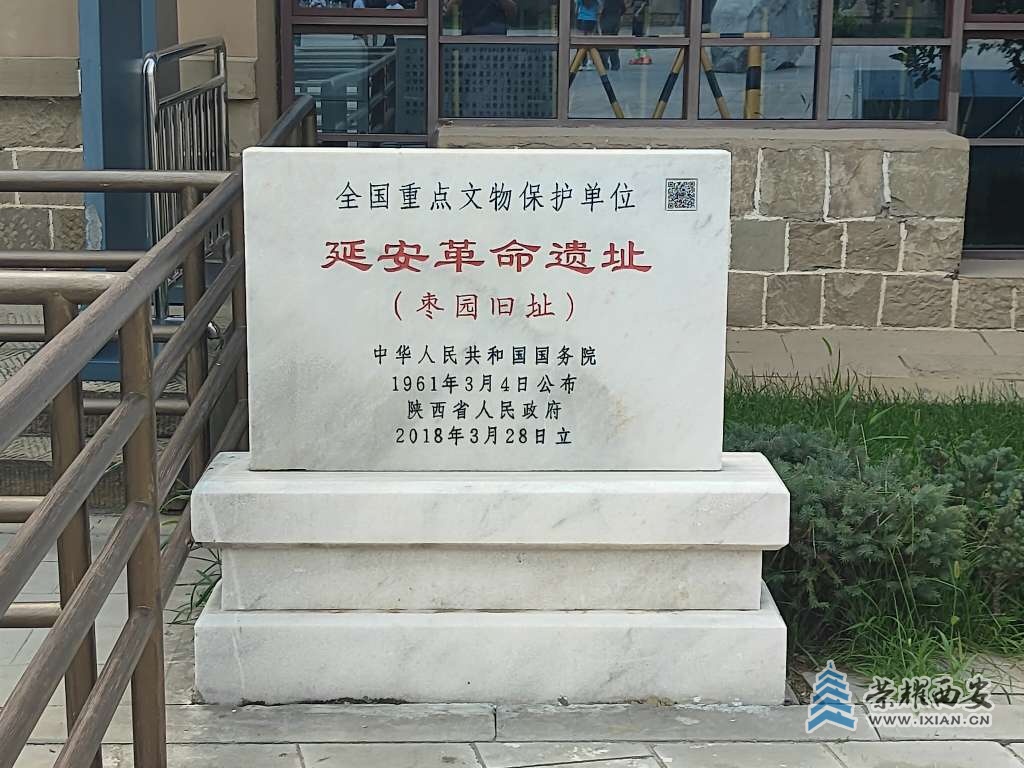 全国重点文物保护单位
延安革命遗址
（枣园旧址）
中华人民共和国国务院
1961年3月4日公布
陕西省人民政府
2018年3月28日立
荣耀西安
WWW.IXIAN.CN